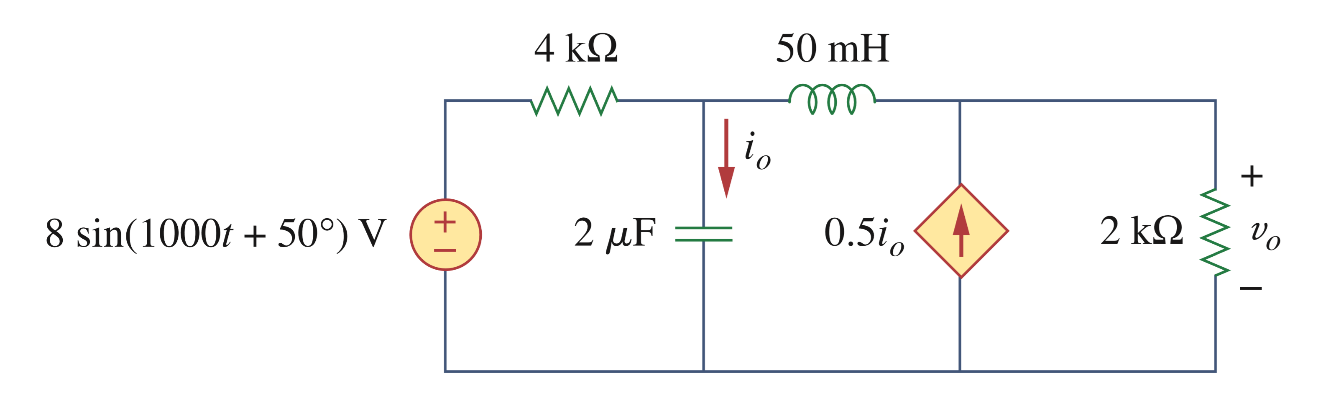 4 kΩ
50 mH
i_o
+
8 sin(1000t + 50°) V
+
−
2 μF
0.5i_o
2 kΩ
v_o
−